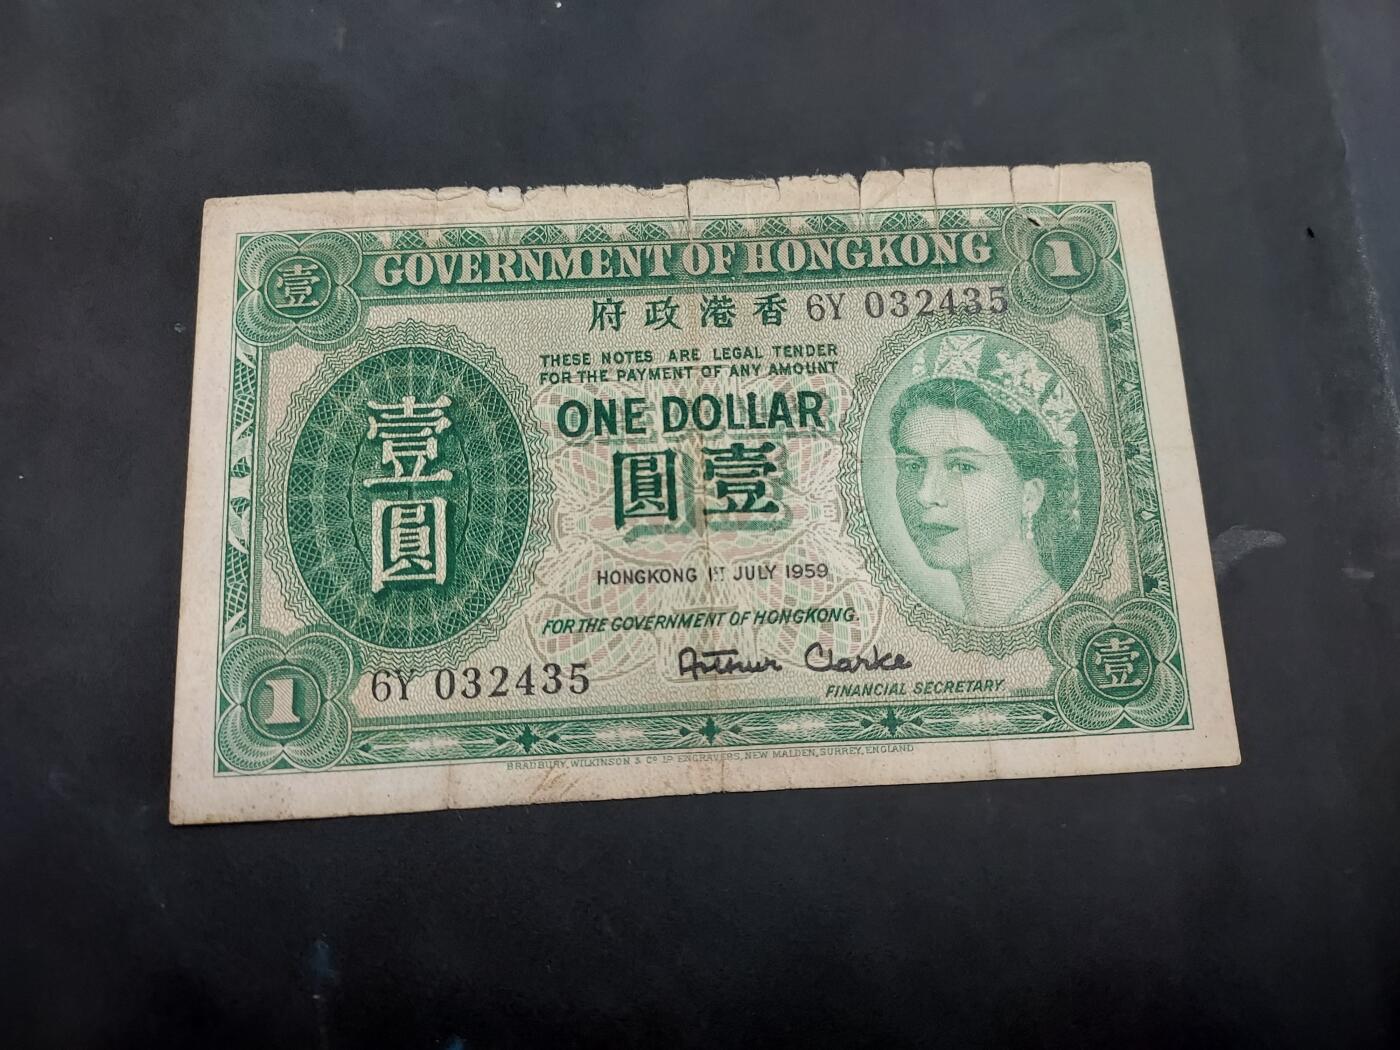 壹
GOVERNMENT OF HONGKONG
1
府政港香 6Y 032435
THESE NOTES ARE LEGAL TENDER
FOR THE PAYMENT OF ANY AMOUNT
ONE DOLLAR
圓壹
壹
圓
HONGKONG 1ST JULY 1959
FOR THE GOVERNMENT OF HONGKONG.
Arthur Clarke
FINANCIAL SECRETARY.
6Y 032435
1
壹
BRADBURY, WILKINSON & Co. LD. ENGRAVERS, NEW MALDEN, SURREY, ENGLAND